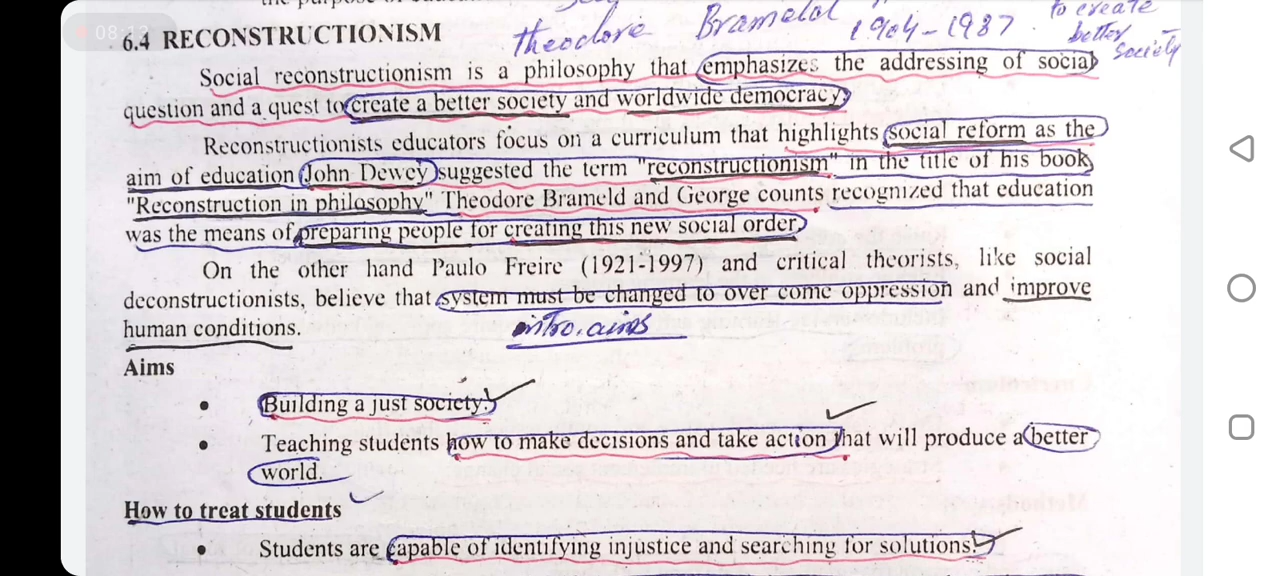 Theodore Brameld 1904-1987. to create
better
society
6.4 RECONSTRUCTIONISM
Social reconstructionism is a philosophy that emphasizes the addressing of social
question and a quest to create a better society and worldwide democracy.
Reconstructionists educators focus on a curriculum that highlights social reform as the
aim of education John Dewey suggested the term "reconstructionism" in the title of his book
"Reconstruction in philosophy" Theodore Brameld and George counts recognized that education
was the means of preparing people for creating this new social order.
On the other hand Paulo Freire (1921-1997) and critical theorists, like social
deconstructionists, believe that system must be changed to over come oppression and improve
human conditions.
intro, aims
Aims
• Building a just society.
• Teaching students how to make decisions and take action that will produce a better
world.
How to treat students
• Students are capable of identifying injustice and searching for solutions.